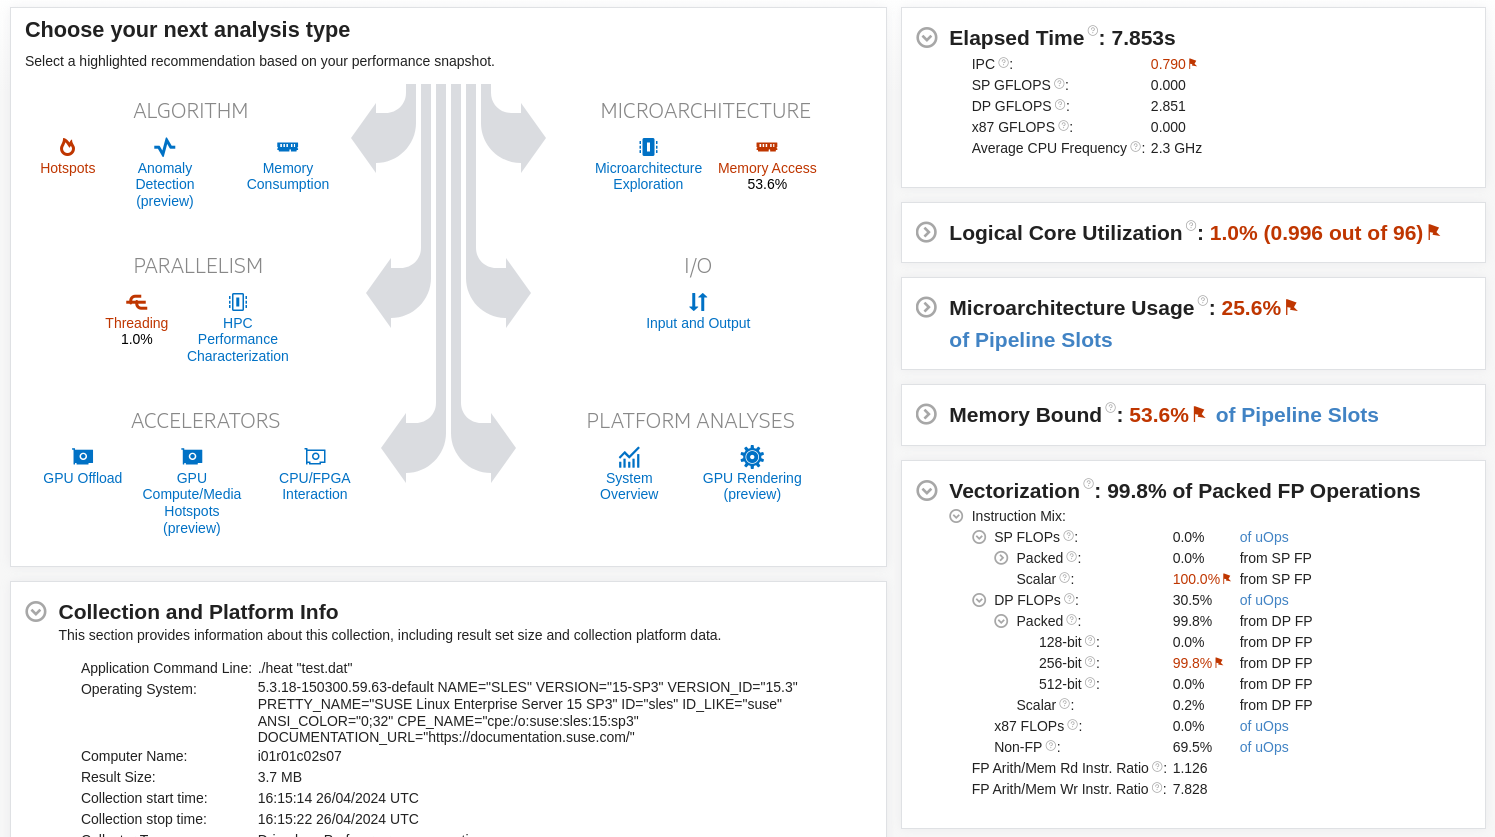 Choose your next analysis type
Select a highlighted recommendation based on your performance snapshot.
ALGORITHM
Hotspots
Anomaly
Detection
(preview)
Memory
Consumption
MICROARCHITECTURE
Microarchitecture
Exploration
Memory Access
53.6%
PARALLELISM
Threading
1.0%
HPC
Performance
Characterization
I/O
Input and Output
ACCELERATORS
GPU Offload
GPU
Compute/Media
Hotspots
(preview)
CPU/FPGA
Interaction
PLATFORM ANALYSES
System
Overview
GPU Rendering
(preview)
Collection and Platform Info
This section provides information about this collection, including result set size and collection platform data.
Application Command Line: ./heat "test.dat"
Operating System: 5.3.18-150300.59.63-default NAME="SLES" VERSION="15-SP3" VERSION_ID="15.3"
PRETTY_NAME="SUSE Linux Enterprise Server 15 SP3" ID="sles" ID_LIKE="suse"
ANSI_COLOR="0;32" CPE_NAME="cpe:/o:suse:sles:15:sp3"
DOCUMENTATION_URL="https://documentation.suse.com/"
Computer Name: i01r01c02s07
Result Size: 3.7 MB
Collection start time: 16:15:14 26/04/2024 UTC
Collection stop time: 16:15:22 26/04/2024 UTC
Elapsed Time : 7.853s
IPC : 0.790
SP GFLOPS : 0.000
DP GFLOPS : 2.851
x87 GFLOPS : 0.000
Average CPU Frequency : 2.3 GHz
Logical Core Utilization : 1.0% (0.996 out of 96)
Microarchitecture Usage : 25.6%
of Pipeline Slots
Memory Bound : 53.6% of Pipeline Slots
Vectorization : 99.8% of Packed FP Operations
Instruction Mix:
SP FLOPs : 0.0% of uOps
Packed : 0.0% from SP FP
Scalar : 100.0% from SP FP
DP FLOPs : 30.5% of uOps
Packed : 99.8% from DP FP
128-bit : 0.0% from DP FP
256-bit : 99.8% from DP FP
512-bit : 0.0% from DP FP
Scalar : 0.2% from DP FP
x87 FLOPs : 0.0% of uOps
Non-FP : 69.5% of uOps
FP Arith/Mem Rd Instr. Ratio : 1.126
FP Arith/Mem Wr Instr. Ratio : 7.828